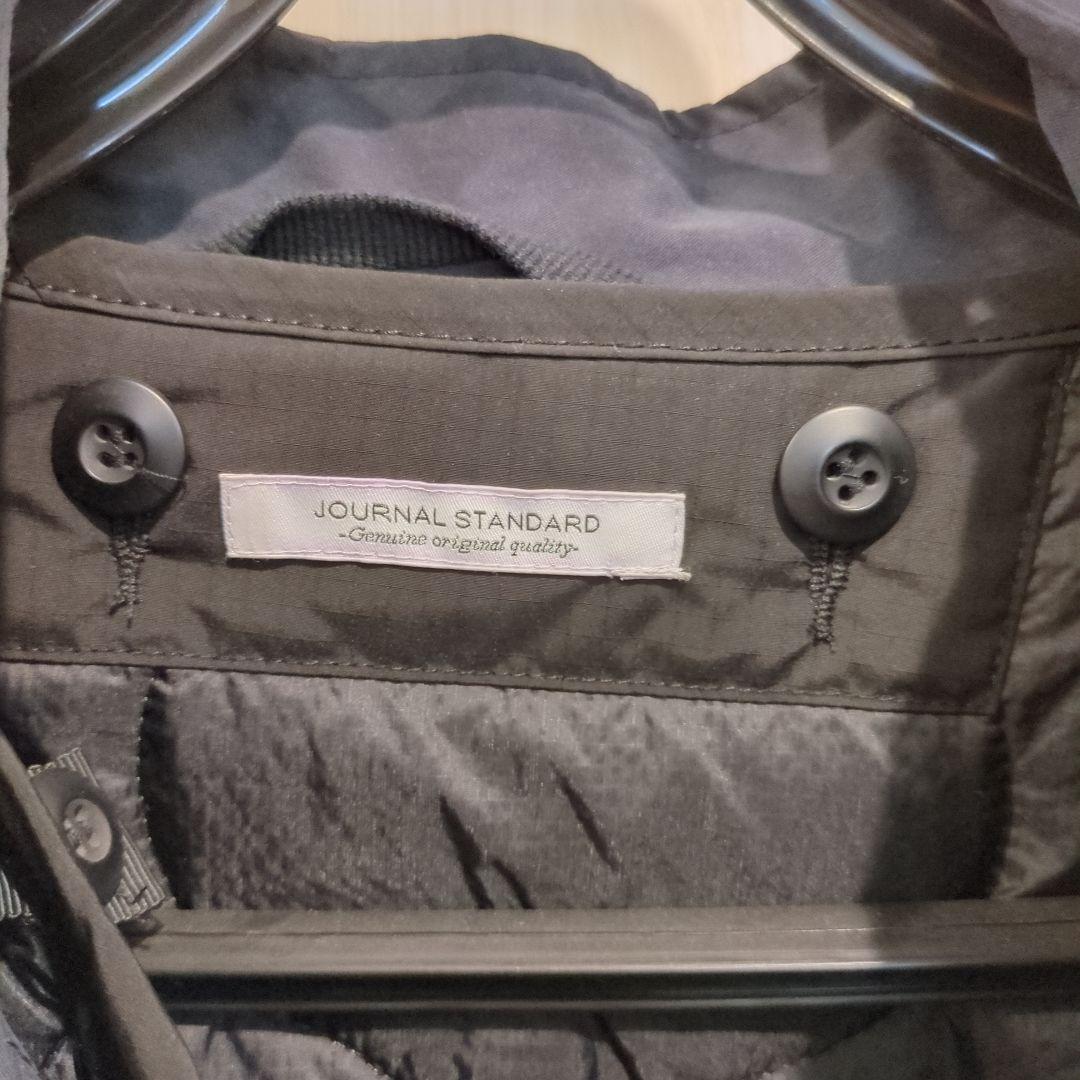 JOURNAL STANDARD
-Genuine original quality-